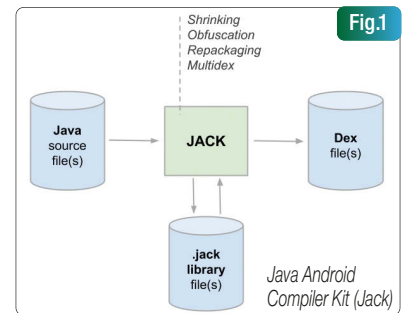 Fig.1
Shrinking
Obfuscation
Repackaging
Multidex
Java
source
file(s)
JACK
Dex
file(s)
.jack
library
file(s)
Java Android
Compiler Kit (Jack)